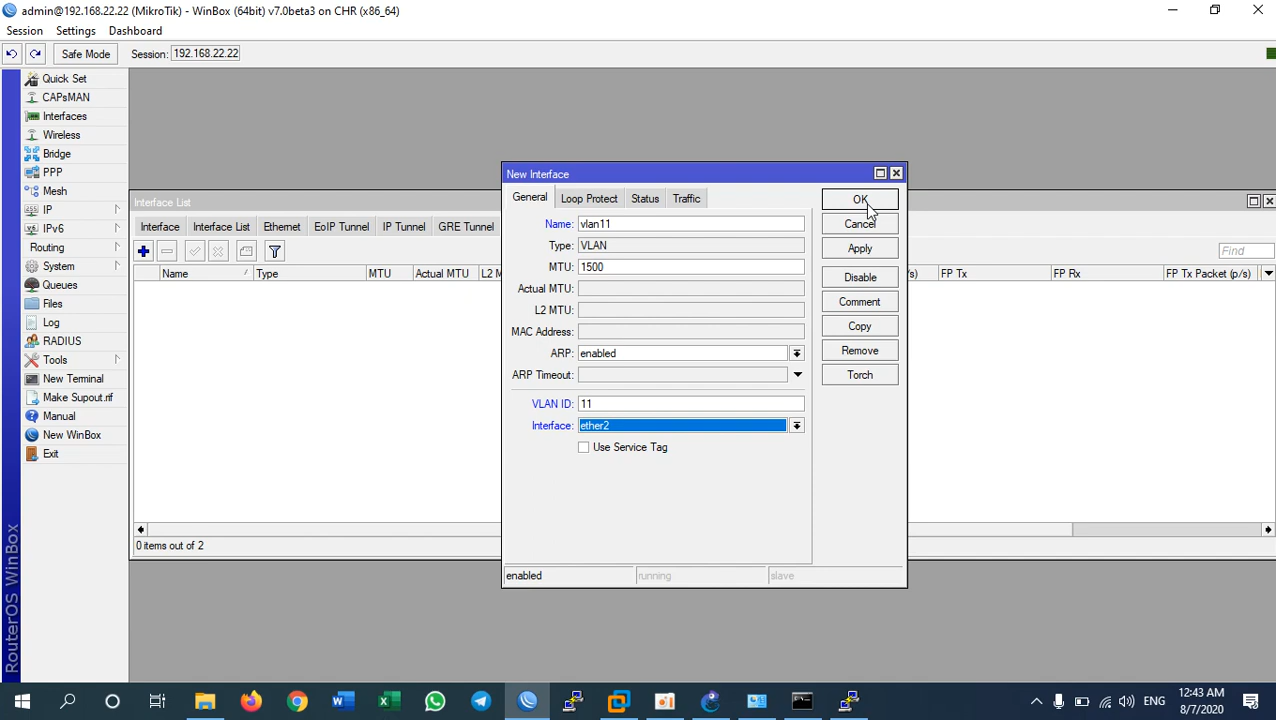 admin@192.168.22.22 (MikroTik) - WinBox (64bit) v7.0beta3 on CHR (x86_64)
Session Settings Dashboard
Safe Mode Session: 192.168.22.22
Quick Set
CAPsMAN
Interfaces
Wireless
Bridge
PPP
Mesh
IP
IPv6
Routing
System
Queues
Files
Log
RADIUS
Tools
New Terminal
Make Supout.rif
Manual
New WinBox
Exit
RouterOS WinBox
Interface List
Interface Interface List Ethernet EoIP Tunnel IP Tunnel GRE Tunnel
Find
Name Type MTU Actual MTU L2 M /s) FP Tx FP Rx FP Tx Packet (p/s)
0 items out of 2
New Interface
General Loop Protect Status Traffic
Name: vlan11
Type: VLAN
MTU: 1500
Actual MTU:
L2 MTU:
MAC Address:
ARP: enabled
ARP Timeout:
VLAN ID: 11
Interface: ether2
Use Service Tag
OK
Cancel
Apply
Disable
Comment
Copy
Remove
Torch
enabled running slave
ENG
12:43 AM
8/7/2020